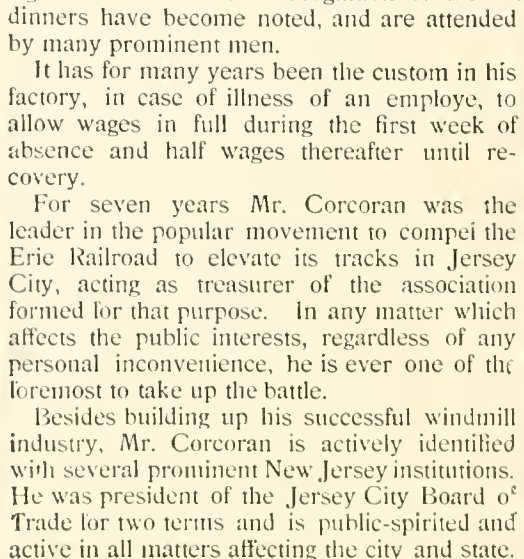 dinners have become noted, and are attended
by many prominent men.
It has for many years been the custom in his
factory, in case of illness of an employe, to
allow wages in full during the first week of
absence and half wages thereafter until re-
covery.
For seven years Mr. Corcoran was the
leader in the popular movement to compel the
Erie Railroad to elevate its tracks in Jersey
City, acting as treasurer of the association
formed for that purpose. In any matter which
affects the public interests, regardless of any
personal inconvenience, he is ever one of the
foremost to take up the battle.
Besides building up his successful windmill
industry, Mr. Corcoran is actively identified
with several prominent New Jersey institutions.
He was president of the Jersey City Board of
Trade for two terms and is public-spirited and
active in all matters affecting the city and state.